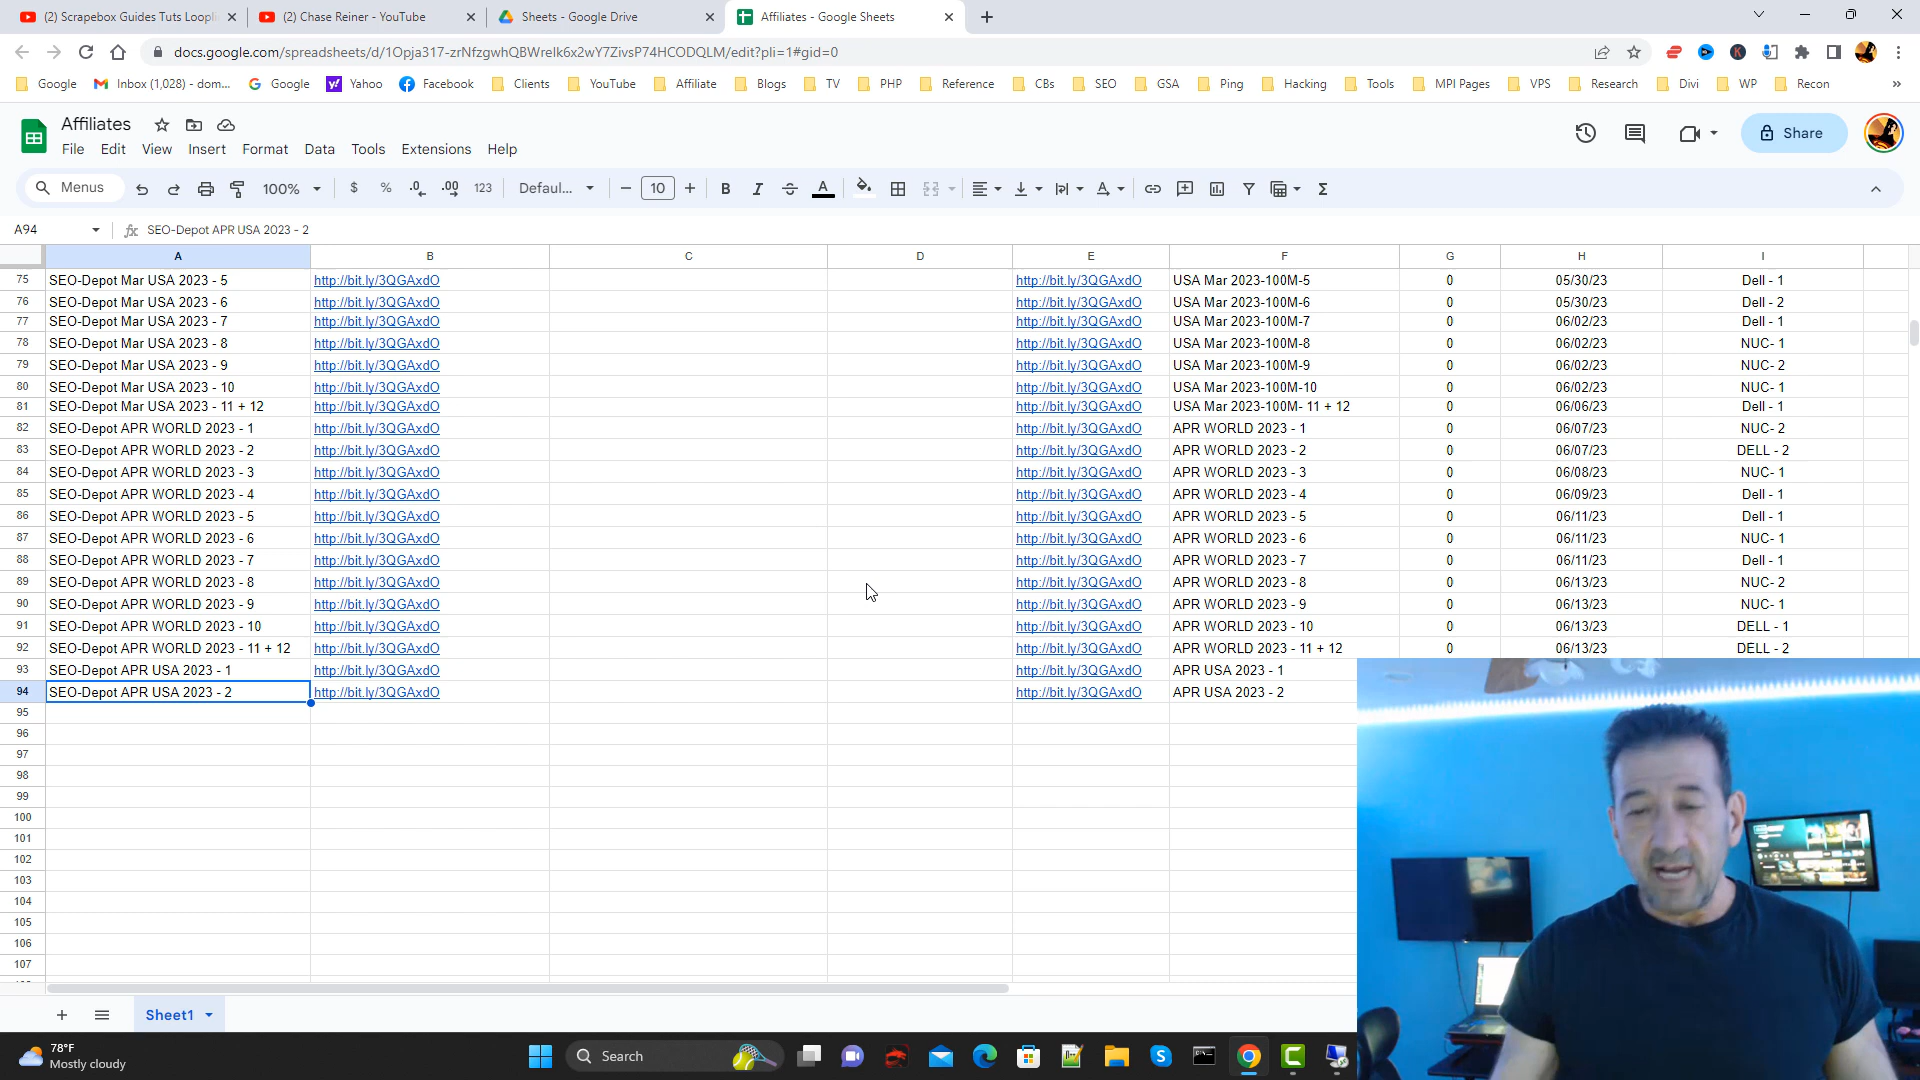 (2) Scrapebox Guides Tuts Loopli
(2) Chase Reiner - YouTube
Sheets - Google Drive
Affiliates - Google Sheets
docs.google.com/spreadsheets/d/1Opja317-zrNfzgwhQBWrelk6x2wY7ZivsP74HCODQLM/edit?pli=1#gid=0
Google Inbox (1,028) - dom... Google Yahoo Facebook Clients YouTube Affiliate Blogs TV PHP Reference CBs SEO GSA Ping Hacking Tools MPI Pages VPS Research Divi WP Recon
Affiliates
File Edit View Insert Format Data Tools Extensions Help
Share
Menus 100% $ % .0 .00 123 Defaul... 10 B I A
A94 fx SEO-Depot APR USA 2023 - 2
A B C D E F G H I
75 SEO-Depot Mar USA 2023 - 5 http://bit.ly/3QGAxdO http://bit.ly/3QGAxdO USA Mar 2023-100M-5 0 05/30/23 Dell - 1
76 SEO-Depot Mar USA 2023 - 6 http://bit.ly/3QGAxdO http://bit.ly/3QGAxdO USA Mar 2023-100M-6 0 05/30/23 Dell - 2
77 SEO-Depot Mar USA 2023 - 7 http://bit.ly/3QGAxdO http://bit.ly/3QGAxdO USA Mar 2023-100M-7 0 06/02/23 Dell - 1
78 SEO-Depot Mar USA 2023 - 8 http://bit.ly/3QGAxdO http://bit.ly/3QGAxdO USA Mar 2023-100M-8 0 06/02/23 NUC- 1
79 SEO-Depot Mar USA 2023 - 9 http://bit.ly/3QGAxdO http://bit.ly/3QGAxdO USA Mar 2023-100M-9 0 06/02/23 NUC- 2
80 SEO-Depot Mar USA 2023 - 10 http://bit.ly/3QGAxdO http://bit.ly/3QGAxdO USA Mar 2023-100M-10 0 06/02/23 NUC- 1
81 SEO-Depot Mar USA 2023 - 11 + 12 http://bit.ly/3QGAxdO http://bit.ly/3QGAxdO USA Mar 2023-100M- 11 + 12 0 06/06/23 Dell - 1
82 SEO-Depot APR WORLD 2023 - 1 http://bit.ly/3QGAxdO http://bit.ly/3QGAxdO APR WORLD 2023 - 1 0 06/07/23 NUC- 2
83 SEO-Depot APR WORLD 2023 - 2 http://bit.ly/3QGAxdO http://bit.ly/3QGAxdO APR WORLD 2023 - 2 0 06/07/23 DELL - 2
84 SEO-Depot APR WORLD 2023 - 3 http://bit.ly/3QGAxdO http://bit.ly/3QGAxdO APR WORLD 2023 - 3 0 06/08/23 NUC- 1
85 SEO-Depot APR WORLD 2023 - 4 http://bit.ly/3QGAxdO http://bit.ly/3QGAxdO APR WORLD 2023 - 4 0 06/09/23 Dell - 1
86 SEO-Depot APR WORLD 2023 - 5 http://bit.ly/3QGAxdO http://bit.ly/3QGAxdO APR WORLD 2023 - 5 0 06/11/23 Dell - 1
87 SEO-Depot APR WORLD 2023 - 6 http://bit.ly/3QGAxdO http://bit.ly/3QGAxdO APR WORLD 2023 - 6 0 06/11/23 NUC- 1
88 SEO-Depot APR WORLD 2023 - 7 http://bit.ly/3QGAxdO http://bit.ly/3QGAxdO APR WORLD 2023 - 7 0 06/11/23 Dell - 1
89 SEO-Depot APR WORLD 2023 - 8 http://bit.ly/3QGAxdO http://bit.ly/3QGAxdO APR WORLD 2023 - 8 0 06/13/23 NUC- 2
90 SEO-Depot APR WORLD 2023 - 9 http://bit.ly/3QGAxdO http://bit.ly/3QGAxdO APR WORLD 2023 - 9 0 06/13/23 NUC- 1
91 SEO-Depot APR WORLD 2023 - 10 http://bit.ly/3QGAxdO http://bit.ly/3QGAxdO APR WORLD 2023 - 10 0 06/13/23 DELL - 1
92 SEO-Depot APR WORLD 2023 - 11 + 12 http://bit.ly/3QGAxdO http://bit.ly/3QGAxdO APR WORLD 2023 - 11 + 12 0 06/13/23 DELL - 2
93 SEO-Depot APR USA 2023 - 1 http://bit.ly/3QGAxdO http://bit.ly/3QGAxdO APR USA 2023 - 1
94 SEO-Depot APR USA 2023 - 2 http://bit.ly/3QGAxdO http://bit.ly/3QGAxdO APR USA 2023 - 2
95
96
97
98
99
100
101
102
103
104
105
106
107
Sheet1
78°F
Mostly cloudy
Search